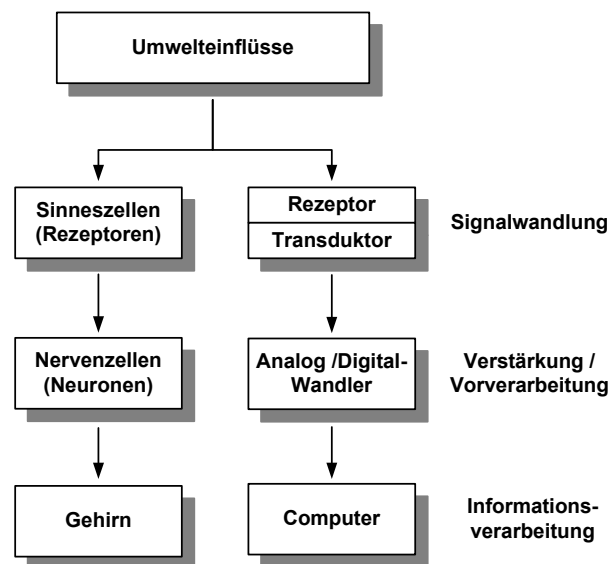 Umwelteinflüsse
Sinneszellen
(Rezeptoren)
Rezeptor
Transduktor
Signalwandlung
Nervenzellen
(Neuronen)
Analog /Digital-
Wandler
Verstärkung /
Vorverarbeitung
Gehirn
Computer
Informations-
verarbeitung